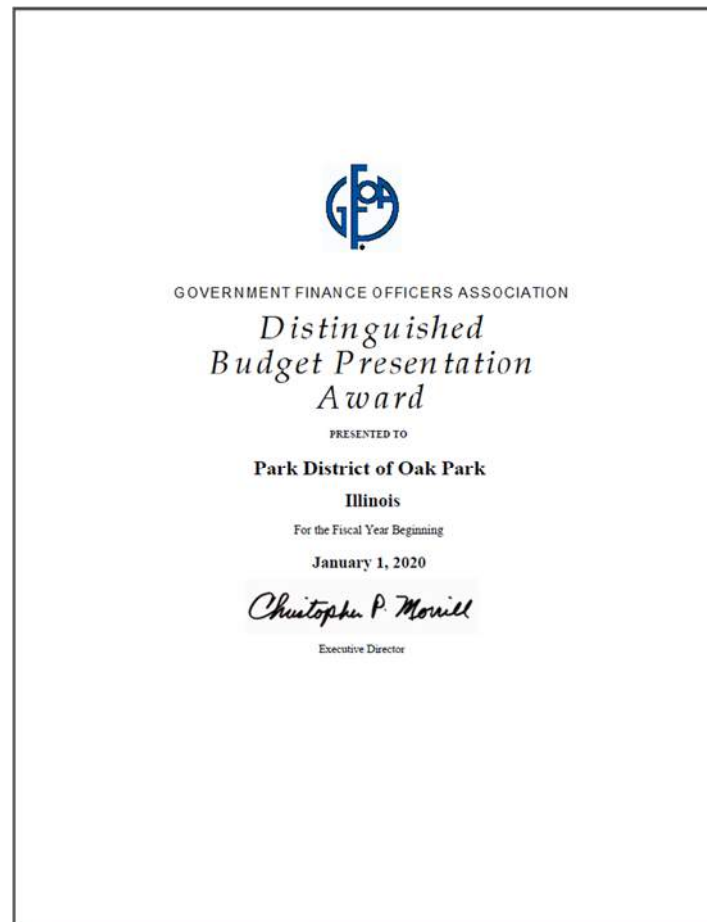 GFOA
GOVERNMENT FINANCE OFFICERS ASSOCIATION
Distinguished
Budget Presentation
Award
PRESENTED TO
Park District of Oak Park
Illinois
For the Fiscal Year Beginning
January 1, 2020
Christopher P. Morrill
Executive Director